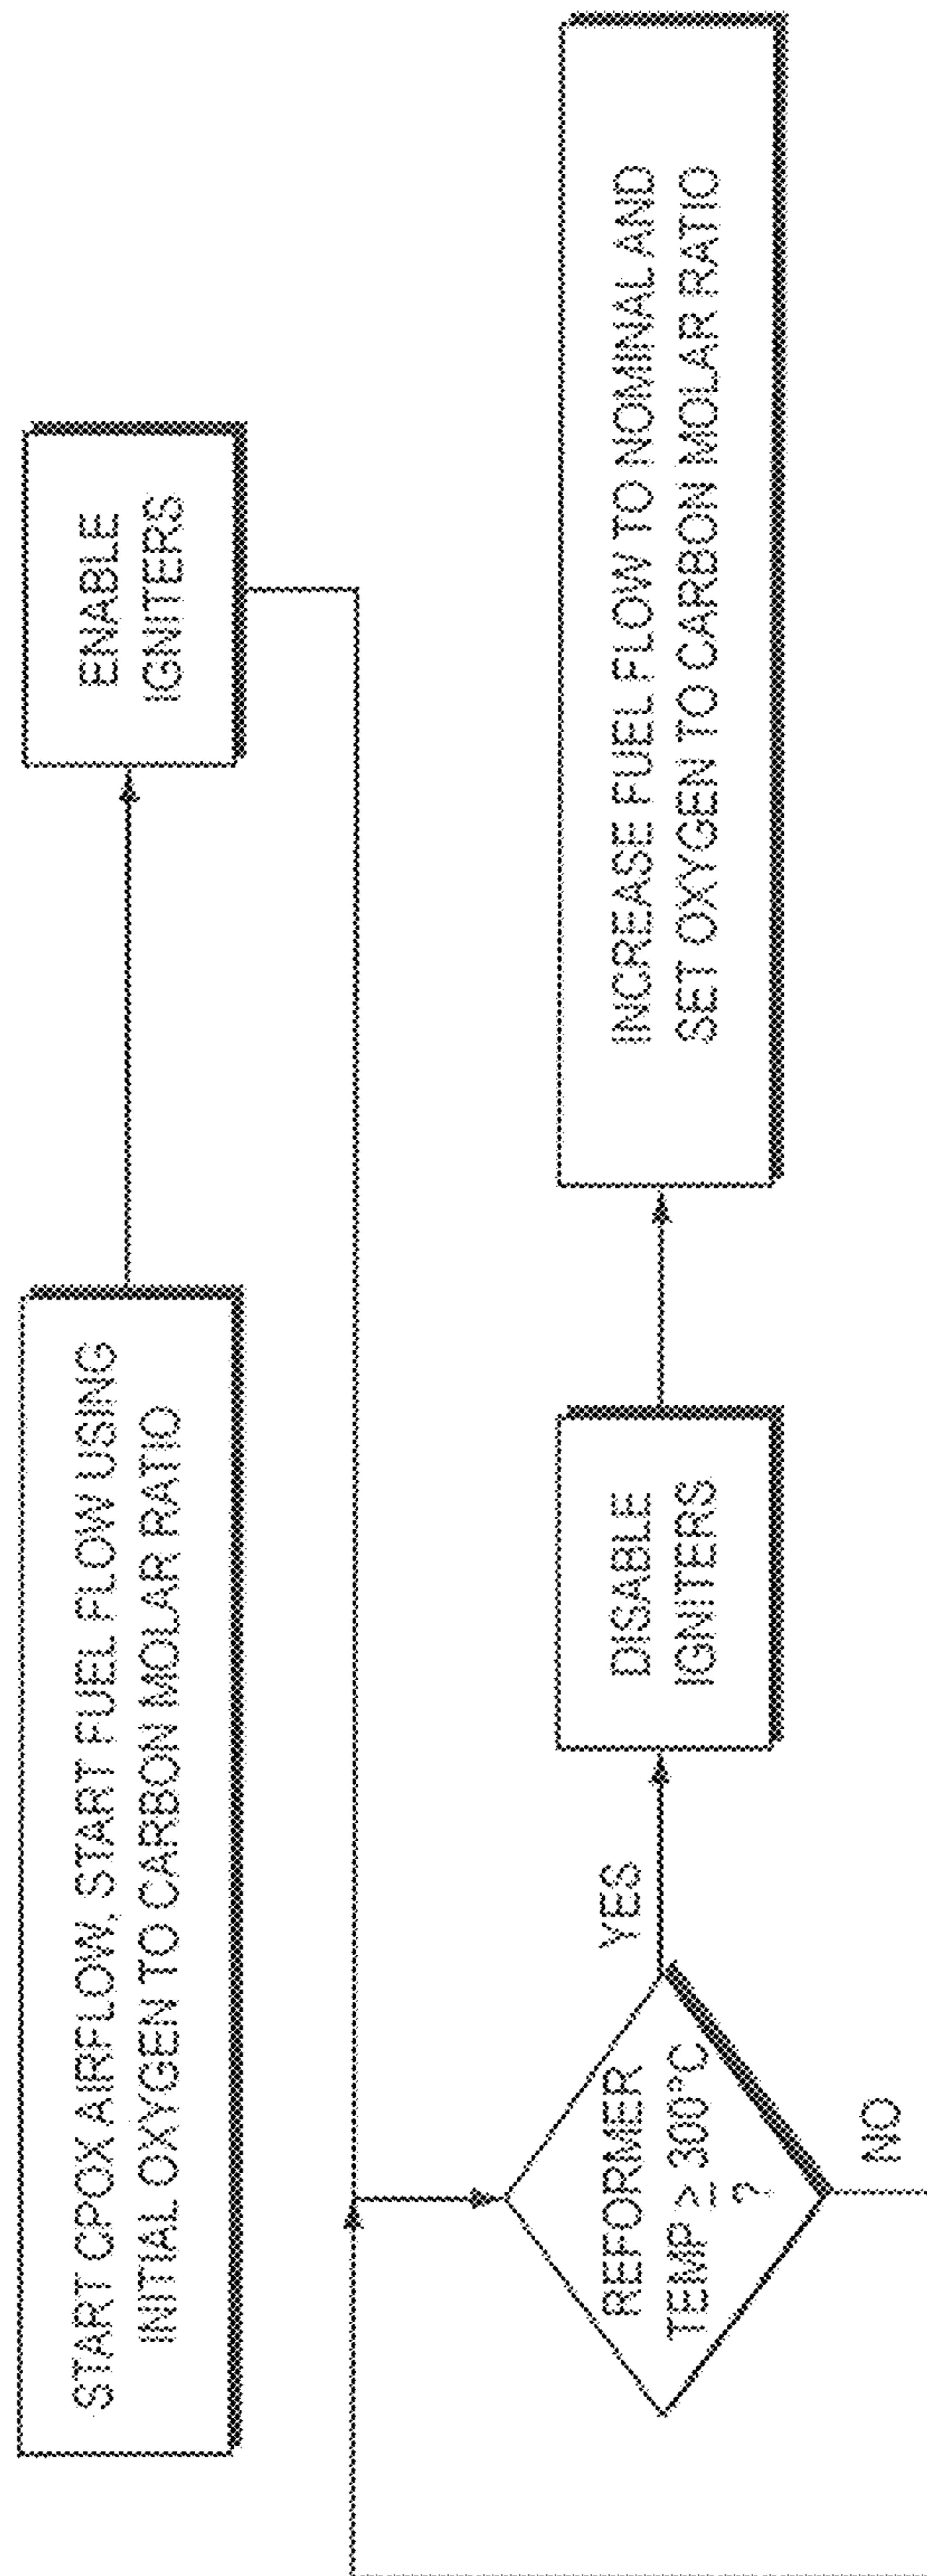 START CPOX AIRFLOW, START FUEL FLOW USING
INITIAL OXYGEN TO CARBON MOLAR RATIO
ENABLE
IGNITERS
REFORMER
TEMP ≥ 300°C
?
YES
NO
DISABLE
IGNITERS
INCREASE FUEL FLOW TO NOMINAL AND
SET OXYGEN TO CARBON MOLAR RATIO